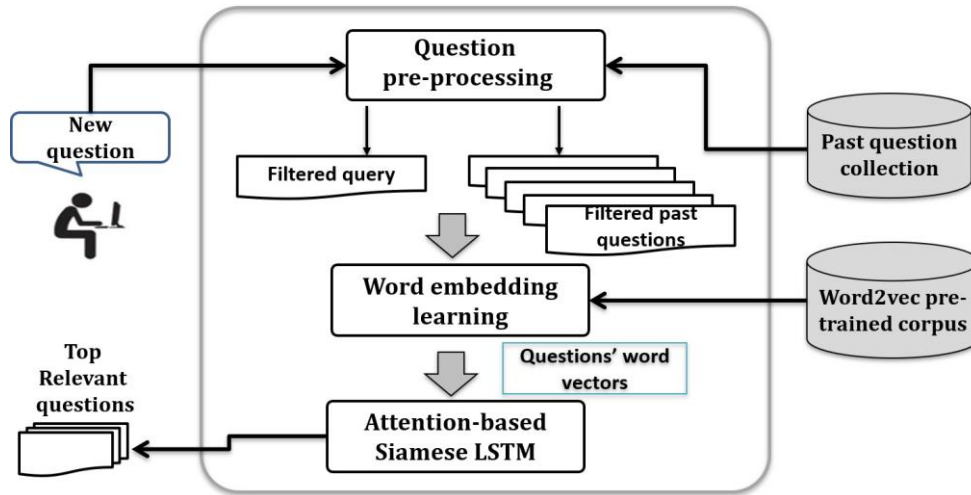 Question
pre-processing
New
question
Past question
collection
Filtered query
Filtered past
questions
Word embedding
learning
Word2vec pre-
trained corpus
Questions’ word
vectors
Top
Relevant
questions
Attention-based
Siamese LSTM